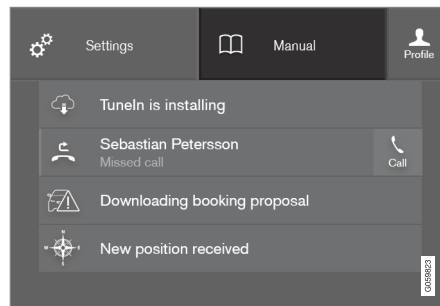 Settings
Manual
Profile
TuneIn is installing
Sebastian Petersson
Missed call
Call
Downloading booking proposal
N
W
S
New position received
G059823